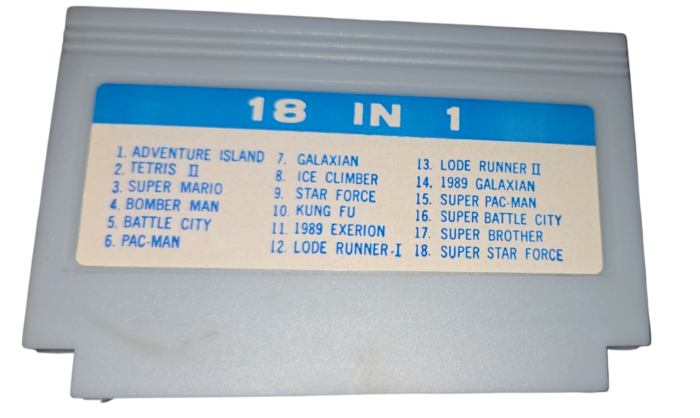 18 IN 1
1. ADVENTURE ISLAND
2. TETRIS II
3. SUPER MARIO
4. BOMBER MAN
5. BATTLE CITY
6. PAC-MAN
7. GALAXIAN
8. ICE CLIMBER
9. STAR FORCE
10. KUNG FU
11. 1989 EXERION
12. LODE RUNNER-I
13. LODE RUNNER II
14. 1989 GALAXIAN
15. SUPER PAC-MAN
16. SUPER BATTLE CITY
17. SUPER BROTHER
18. SUPER STAR FORCE